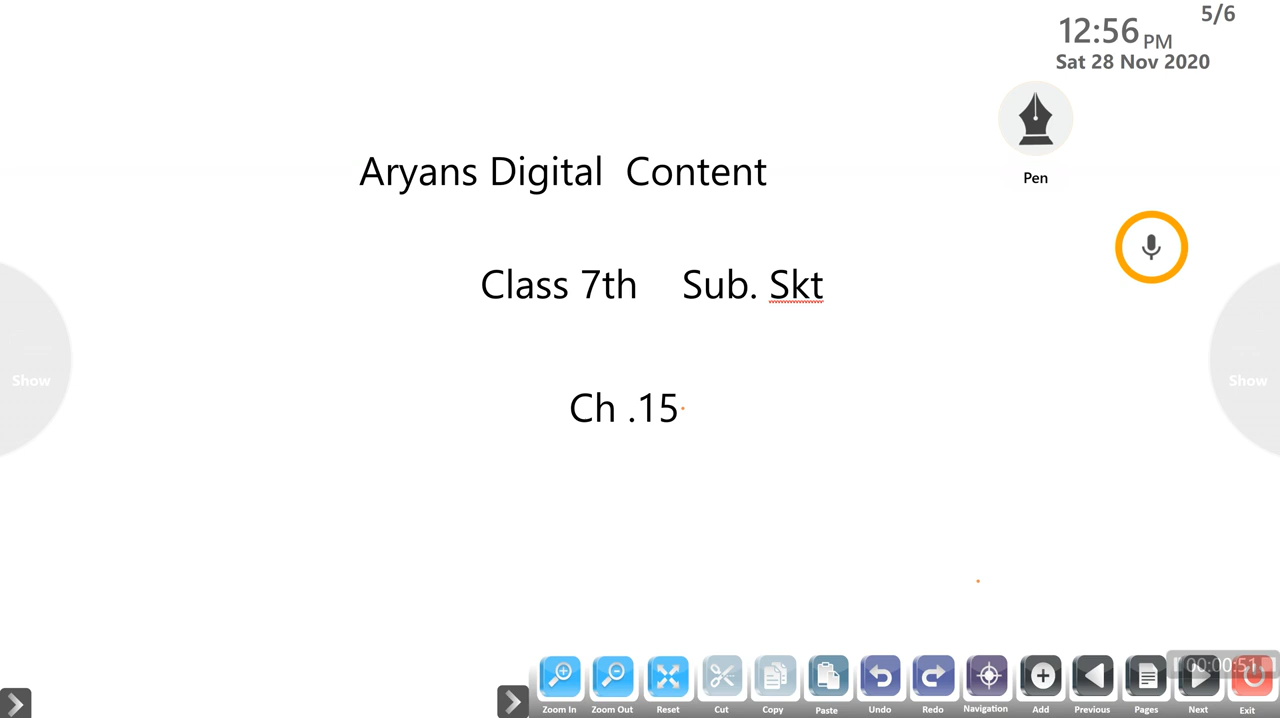 5/6
12:56 PM
Sat 28 Nov 2020
Pen
Aryans Digital Content
Class 7th Sub. Skt
Show
Show
Ch .15
00:00:51
Zoom In Zoom Out Reset Cut Copy Paste Undo Redo Navigation Add Previous Pages Next Exit